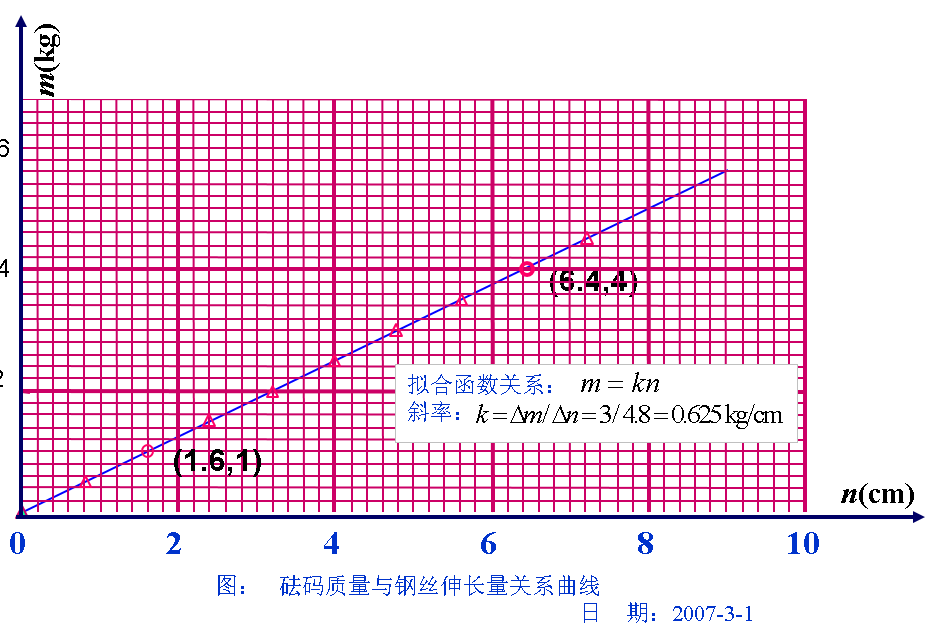 m(kg)
6
4
(6.4,4)
2
拟合函数关系： m = kn
斜率：k = Δm/Δn = 3/4.8 = 0.625kg/cm
(1.6,1)
n(cm)
0 2 4 6 8 10
图： 砝码质量与钢丝伸长量关系曲线
日 期：2007-3-1